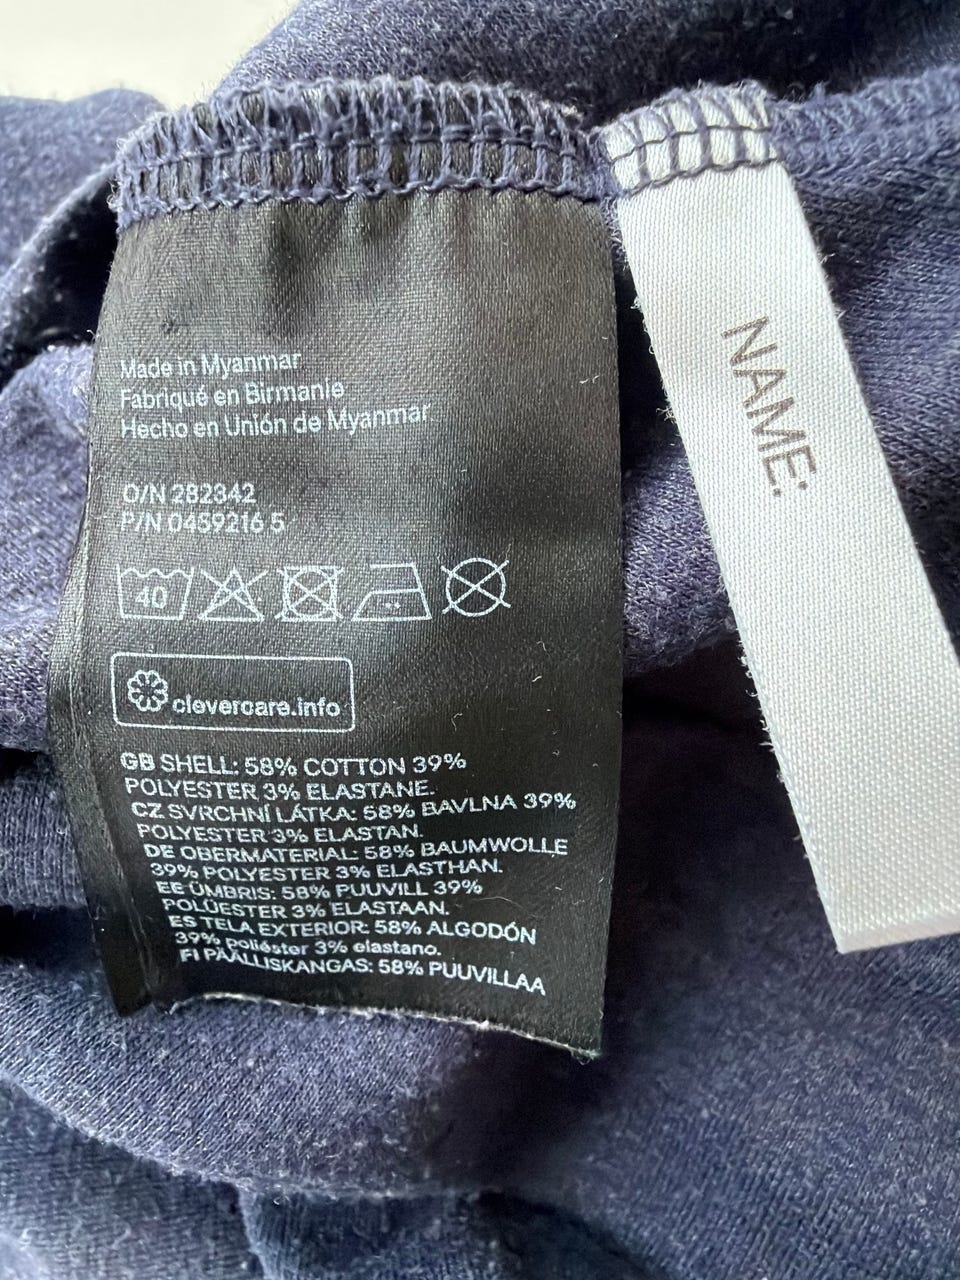 Made in Myanmar
Fabriqué en Birmanie
Hecho en Unión de Myanmar
O/N 282342
P/N 0459216 5
40
clevercare.info
GB SHELL: 58% COTTON 39%
POLYESTER 3% ELASTANE.
CZ SVRCHNÍ LÁTKA: 58% BAVLNA 39%
POLYESTER 3% ELASTAN.
DE OBERMATERIAL: 58% BAUMWOLLE
39% POLYESTER 3% ELASTHAN.
EE ÜMBRIS: 58% PUUVILL 39%
POLÜESTER 3% ELASTAAN.
ES TELA EXTERIOR: 58% ALGODÓN
39% poliéster 3% elastano.
FI PÄÄLLISKANGAS: 58% PUUVILLAA
NAME: